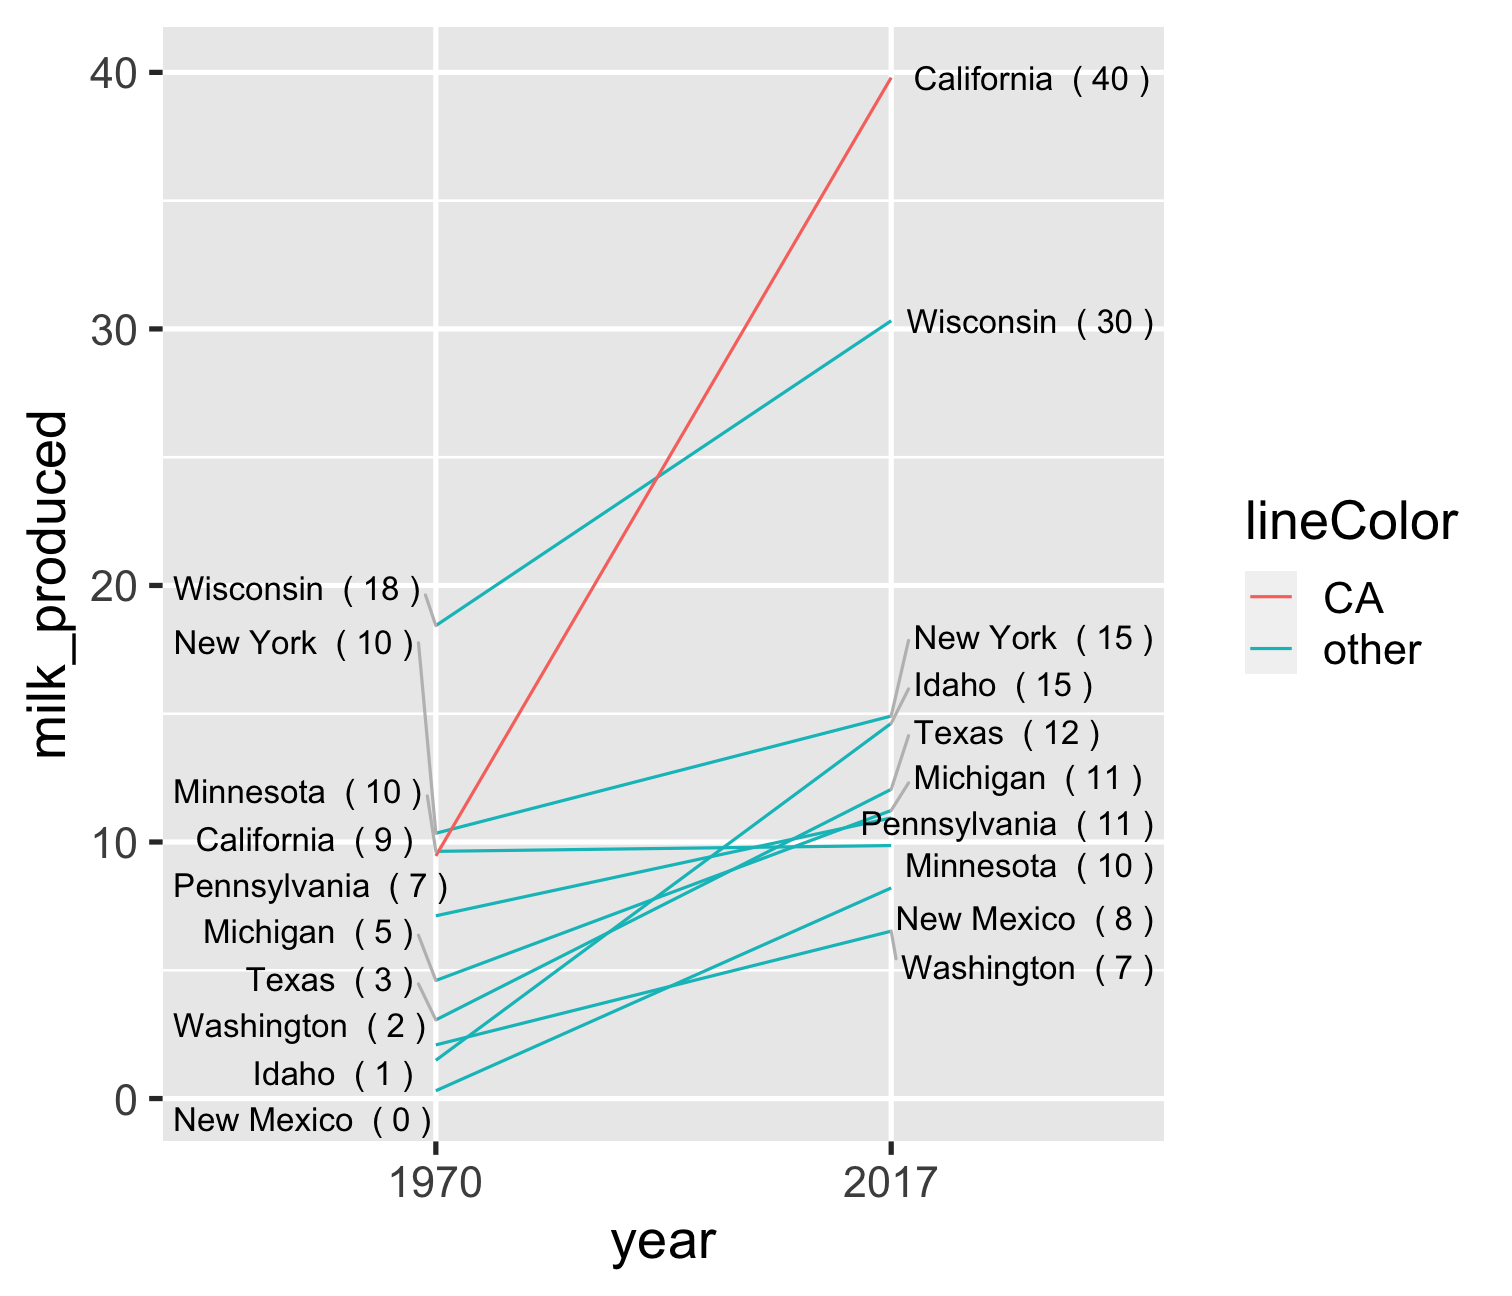 40
California ( 40 )
30
Wisconsin ( 30 )
20
Wisconsin ( 18 )
New York ( 10 )
New York ( 15 )
Idaho ( 15 )
Texas ( 12 )
Minnesota ( 10 )
Michigan ( 11 )
10
California ( 9 )
Pennsylvania ( 11 )
Pennsylvania ( 7 )
Minnesota ( 10 )
Michigan ( 5 )
New Mexico ( 8 )
Texas ( 3 )
Washington ( 7 )
Washington ( 2 )
Idaho ( 1 )
0
New Mexico ( 0 )
1970
2017
year
milk_produced
lineColor
CA
other